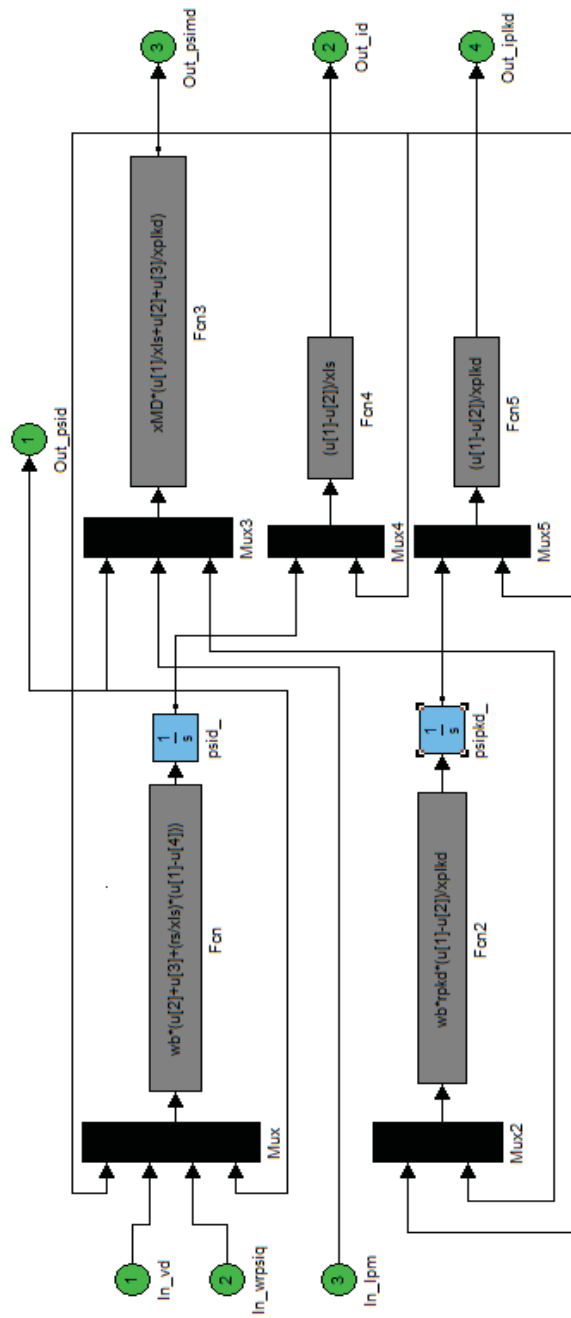 1
In_vd
2
In_wrpsiq
3
In_Ipm
Mux
wb*(u[2]+u[3]+(rs/xls)*(u[1]-u[4]))
Fcn
1
s
psid_
Mux2
wb*rpkd*(u[1]-u[2])/xplkd
Fcn2
1
s
psipkd_
1
Out_psid
Mux3
xMD*(u[1]/xls+u[2]+u[3]/xplkd)
Fcn3
3
Out_psimd
Mux4
(u[1]-u[2])/xls
Fcn4
2
Out_id
Mux5
(u[1]-u[2])/xplkd
Fcn5
4
Out_iplkd